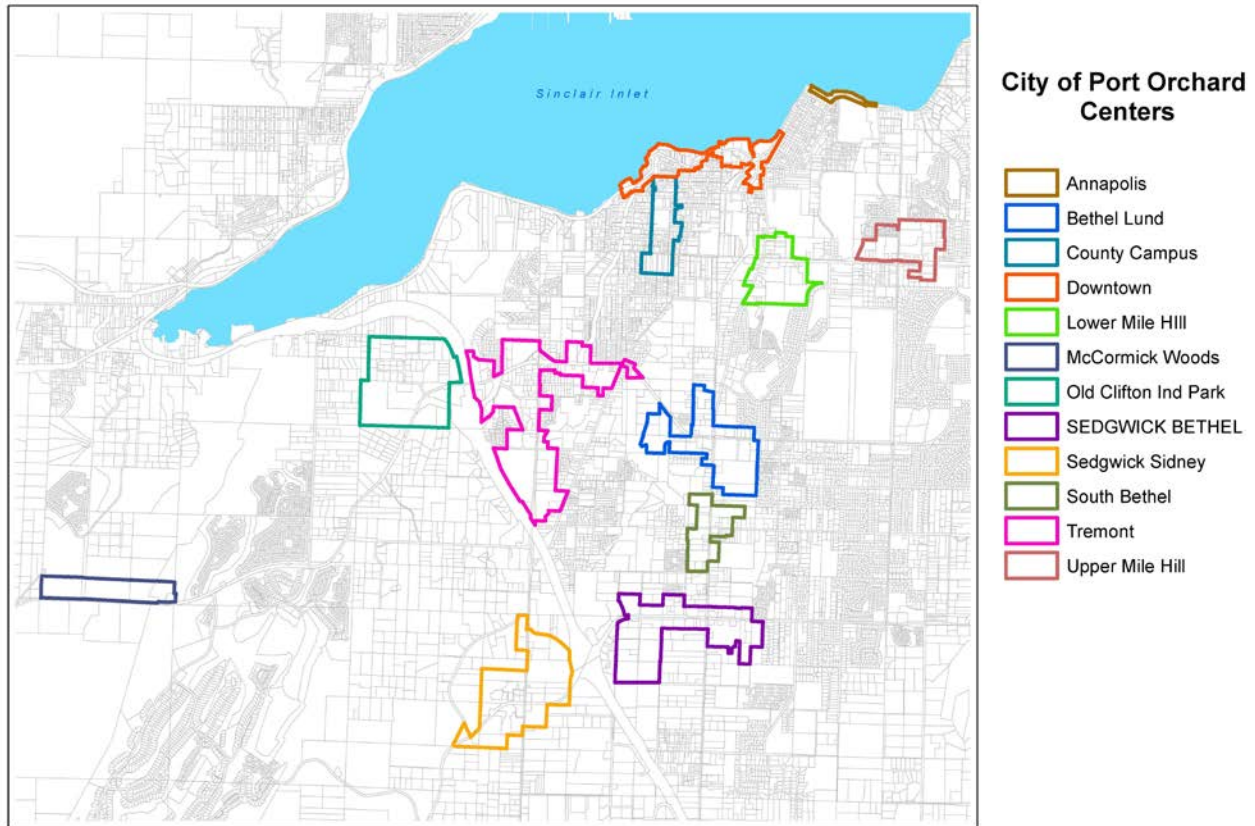 Sinclair Inlet
City of Port Orchard
Centers
Annapolis
Bethel Lund
County Campus
Downtown
Lower Mile HIll
McCormick Woods
Old Clifton Ind Park
SEDGWICK BETHEL
Sedgwick Sidney
South Bethel
Tremont
Upper Mile Hill